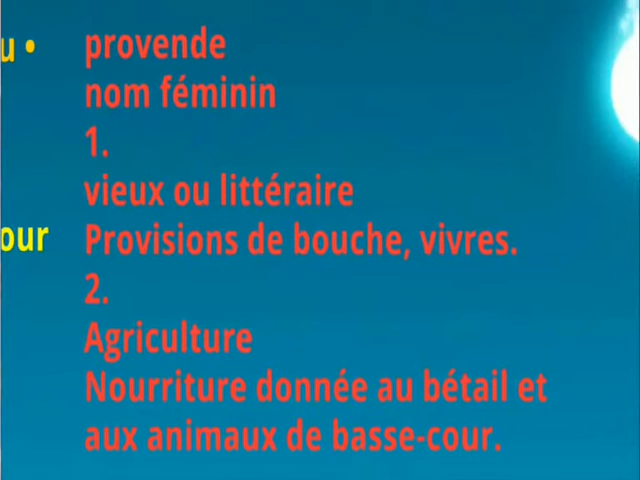 u •
provende
nom féminin
1.
vieux ou littéraire
our
Provisions de bouche, vivres.
2.
Agriculture
Nourriture donnée au bétail et
aux animaux de basse-cour.